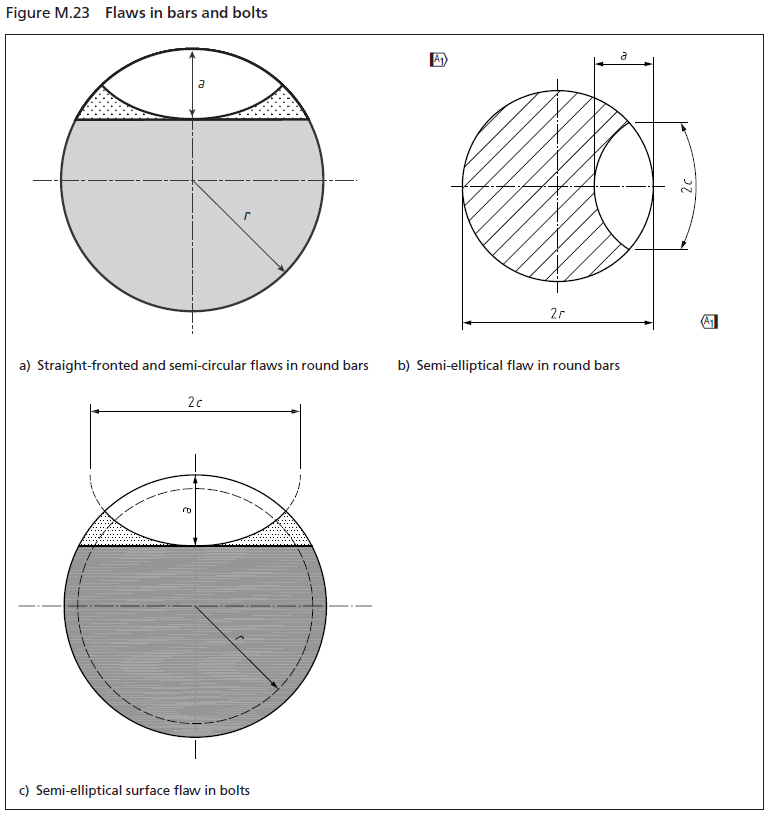 Figure M.23 Flaws in bars and bolts
a
r
A1
a
2c
2r
A1
a) Straight-fronted and semi-circular flaws in round bars
b) Semi-elliptical flaw in round bars
2c
a
r
c) Semi-elliptical surface flaw in bolts